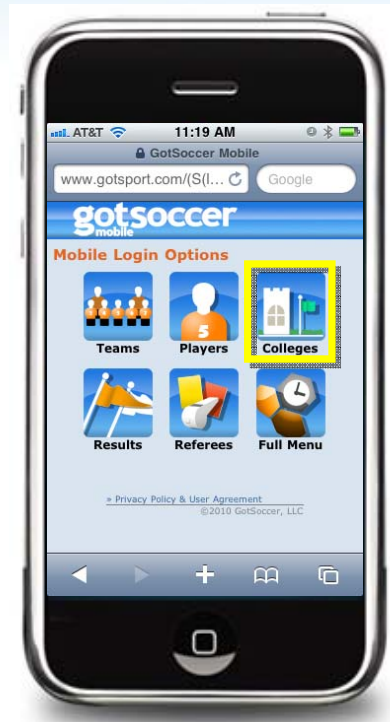 AT&T 11:19 AM
GotSoccer Mobile
www.gotsport.com/(S(l... Google
gotsoccer
mobile
Mobile Login Options
5
Teams Players Colleges
Results Referees Full Menu
» Privacy Policy & User Agreement
©2010 GotSoccer, LLC